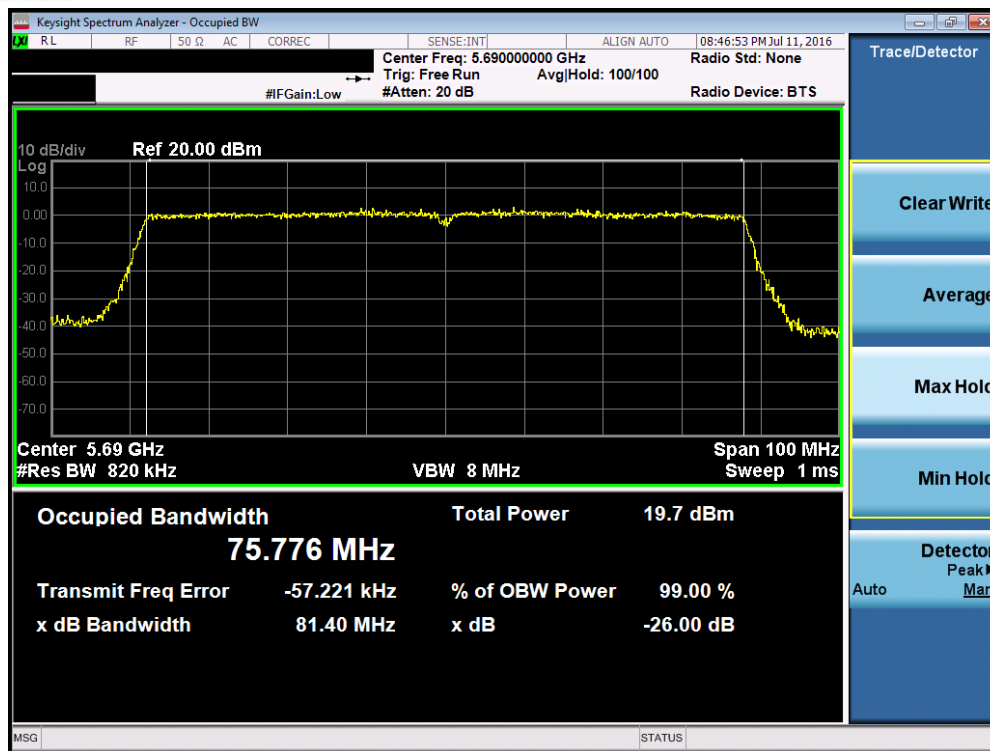 Keysight Spectrum Analyzer - Occupied BW
LXI RL RF 50 Ω AC CORREC SENSE:INT ALIGN AUTO 08:46:53 PM Jul 11, 2016
Center Freq: 5.690000000 GHz Radio Std: None
Trig: Free Run Avg|Hold: 100/100
#IFGain:Low #Atten: 20 dB Radio Device: BTS
Trace/Detector
10 dB/div Ref 20.00 dBm
Log
10.0
0.00
-10.0
-20.0
-30.0
-40.0
-50.0
-60.0
-70.0
Center 5.69 GHz Span 100 MHz
#Res BW 820 kHz VBW 8 MHz Sweep 1 ms
Occupied Bandwidth Total Power 19.7 dBm
75.776 MHz
Transmit Freq Error -57.221 kHz % of OBW Power 99.00 %
x dB Bandwidth 81.40 MHz x dB -26.00 dB
Clear Write
Average
Max Hold
Min Hold
Detector
Peak
Auto Man
MSG STATUS